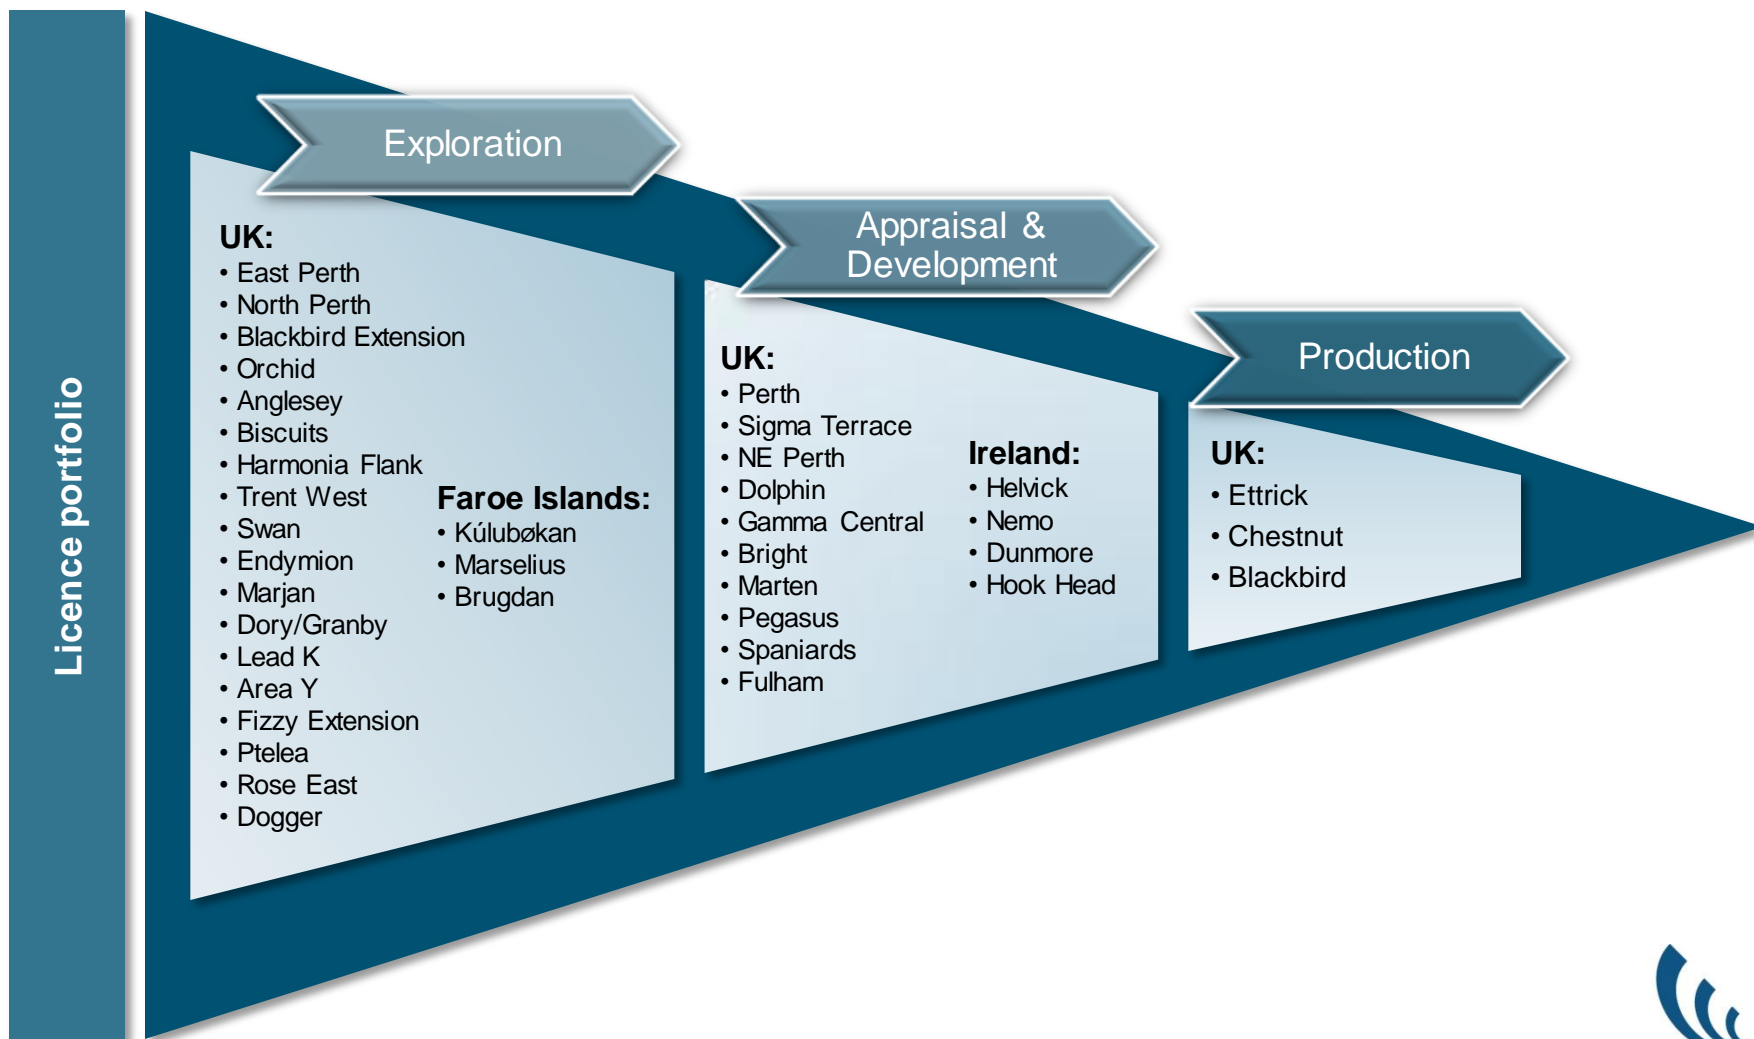 Licence portfolio
Exploration
UK:
• East Perth
• North Perth
• Blackbird Extension
• Orchid
• Anglesey
• Biscuits
• Harmonia Flank
• Trent West
• Swan
• Endymion
• Marjan
• Dory/Granby
• Lead K
• Area Y
• Fizzy Extension
• Ptelea
• Rose East
• Dogger
Faroe Islands:
• Kúlubøkan
• Marselius
• Brugdan
Appraisal &
Development
UK:
• Perth
• Sigma Terrace
• NE Perth
• Dolphin
• Gamma Central
• Bright
• Marten
• Pegasus
• Spaniards
• Fulham
Ireland:
• Helvick
• Nemo
• Dunmore
• Hook Head
Production
UK:
• Ettrick
• Chestnut
• Blackbird